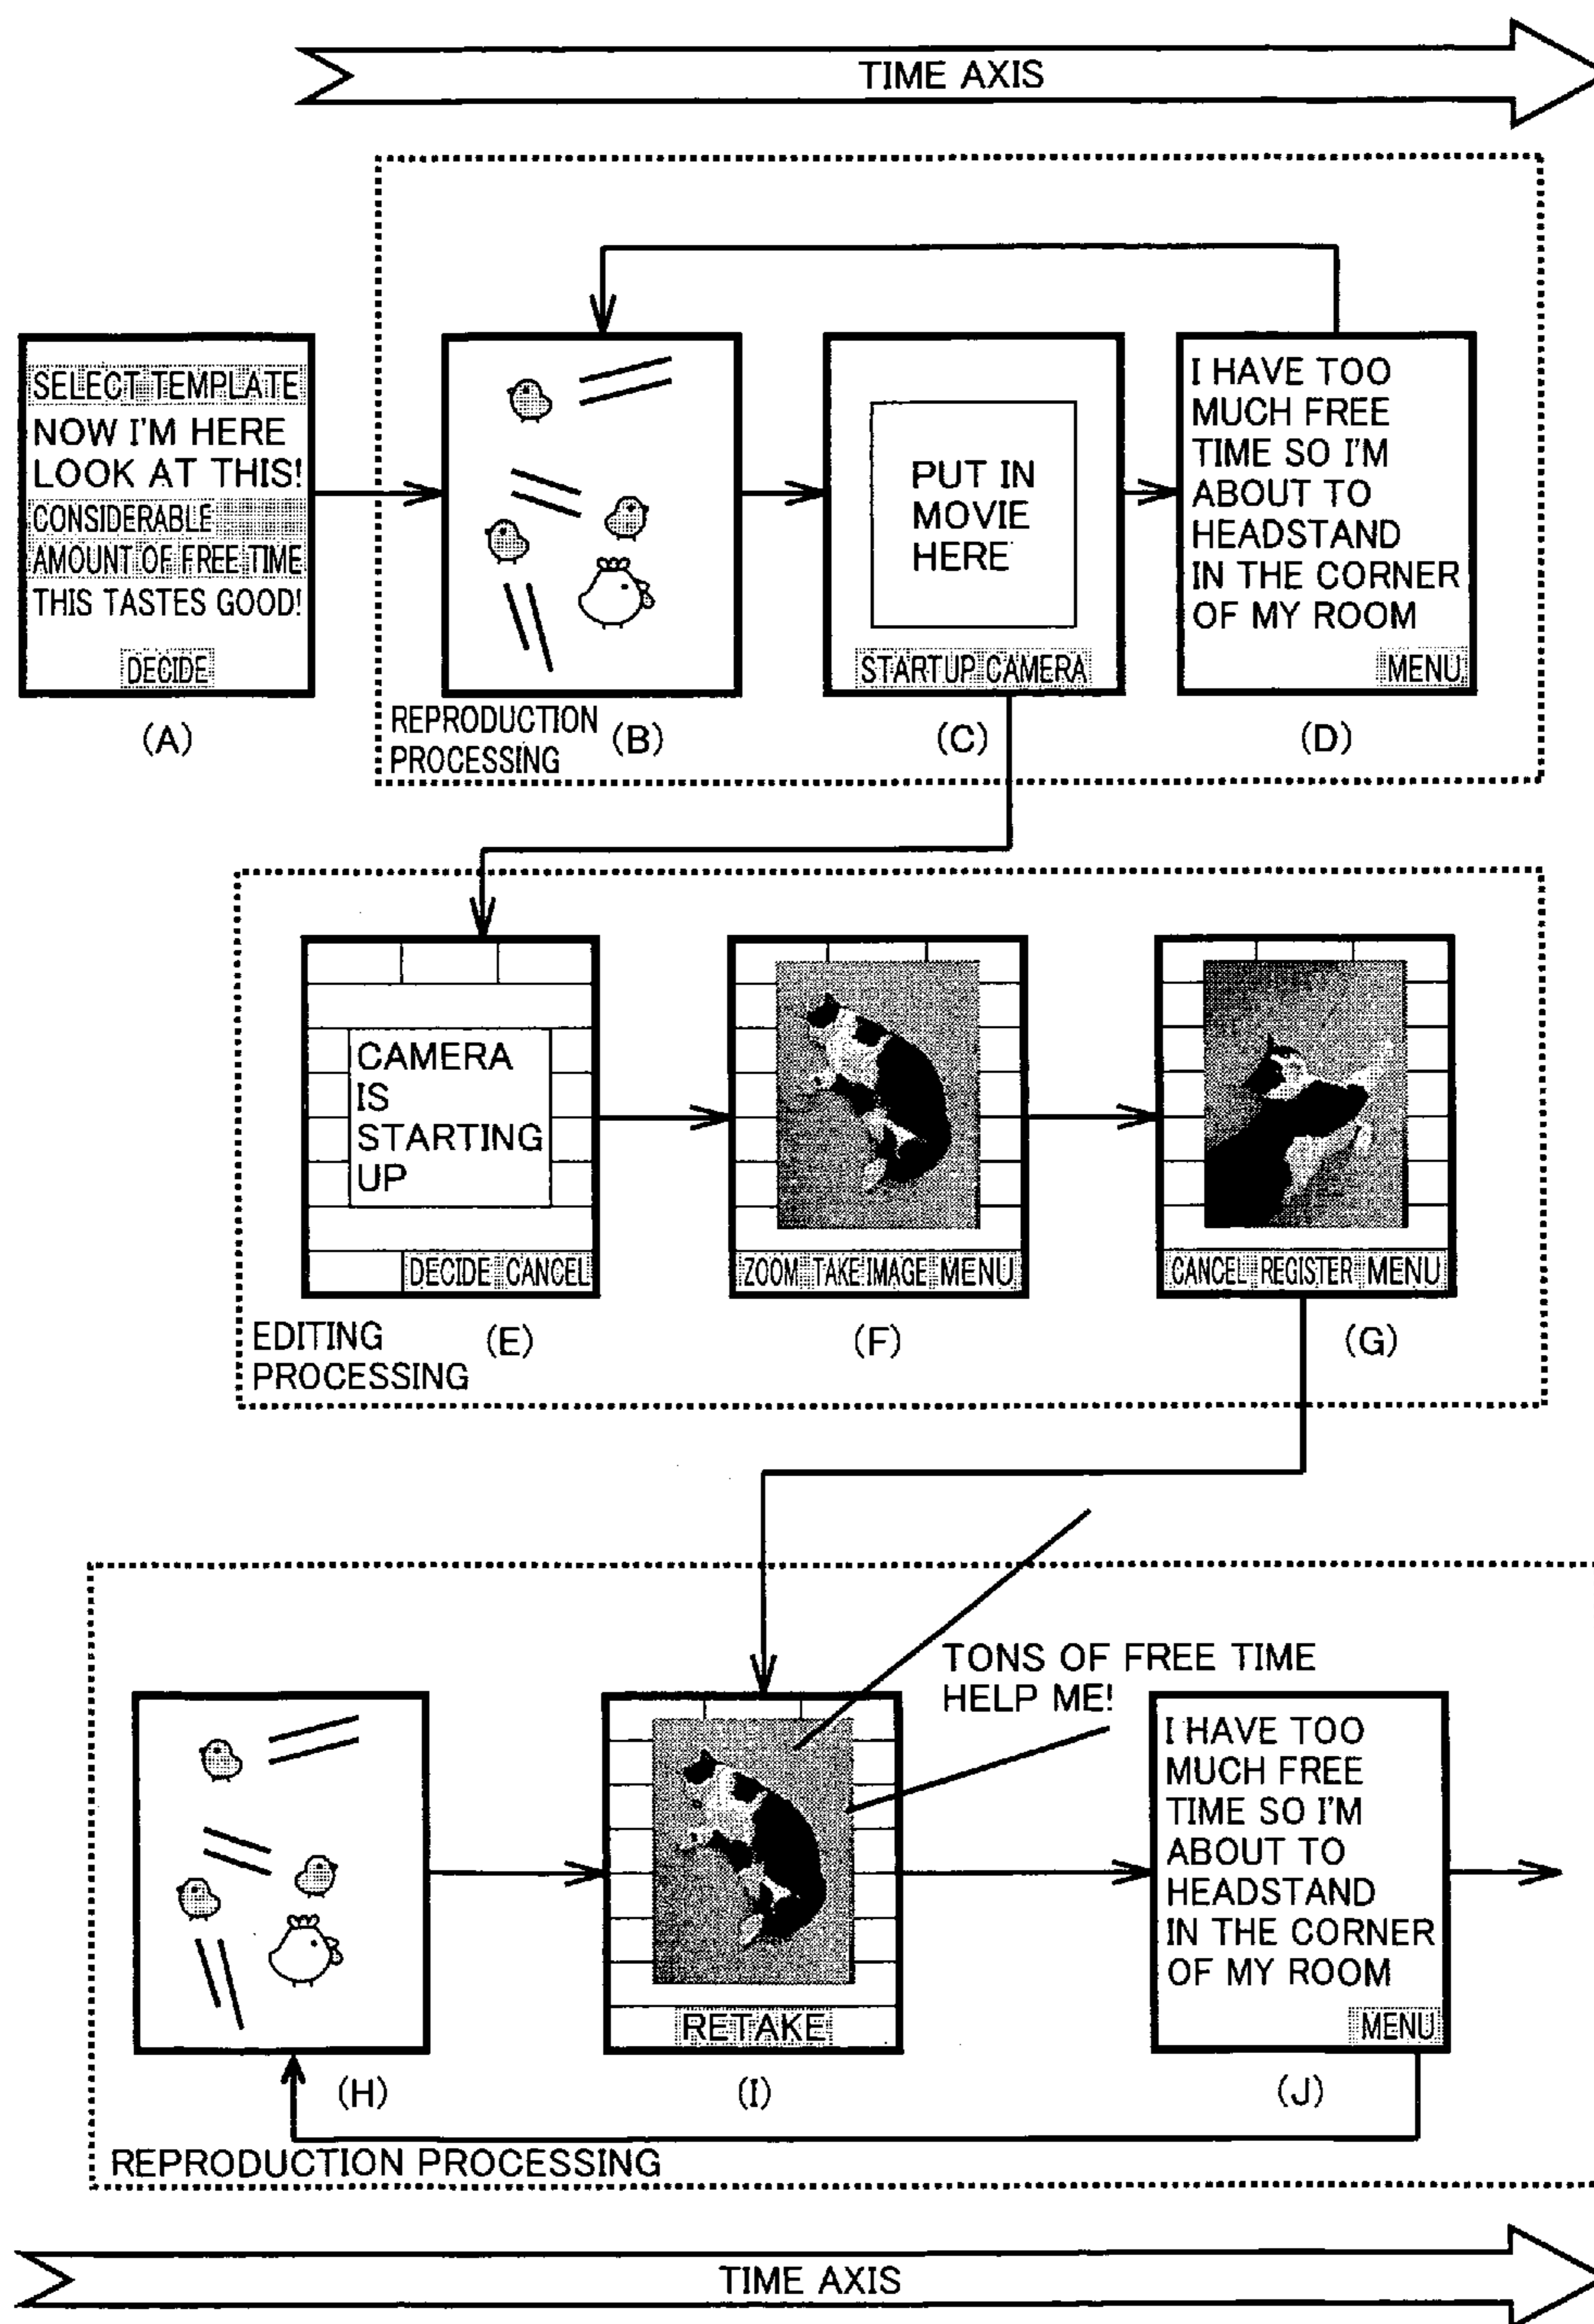 TIME AXIS
SELECT TEMPLATE
NOW I'M HERE
LOOK AT THIS!
CONSIDERABLE
AMOUNT OF FREE TIME
THIS TASTES GOOD!
DECIDE
(A)
REPRODUCTION
PROCESSING
(B)
PUT IN
MOVIE
HERE
STARTUP CAMERA
(C)
I HAVE TOO
MUCH FREE
TIME SO I'M
ABOUT TO
HEADSTAND
IN THE CORNER
OF MY ROOM
MENU
(D)
CAMERA
IS
STARTING
UP
DECIDE CANCEL
EDITING
PROCESSING
(E)
ZOOM TAKE IMAGE MENU
(F)
CANCEL REGISTER MENU
(G)
TONS OF FREE TIME
HELP ME!
(H)
RETAKE
(I)
I HAVE TOO
MUCH FREE
TIME SO I'M
ABOUT TO
HEADSTAND
IN THE CORNER
OF MY ROOM
MENU
(J)
REPRODUCTION PROCESSING
TIME AXIS